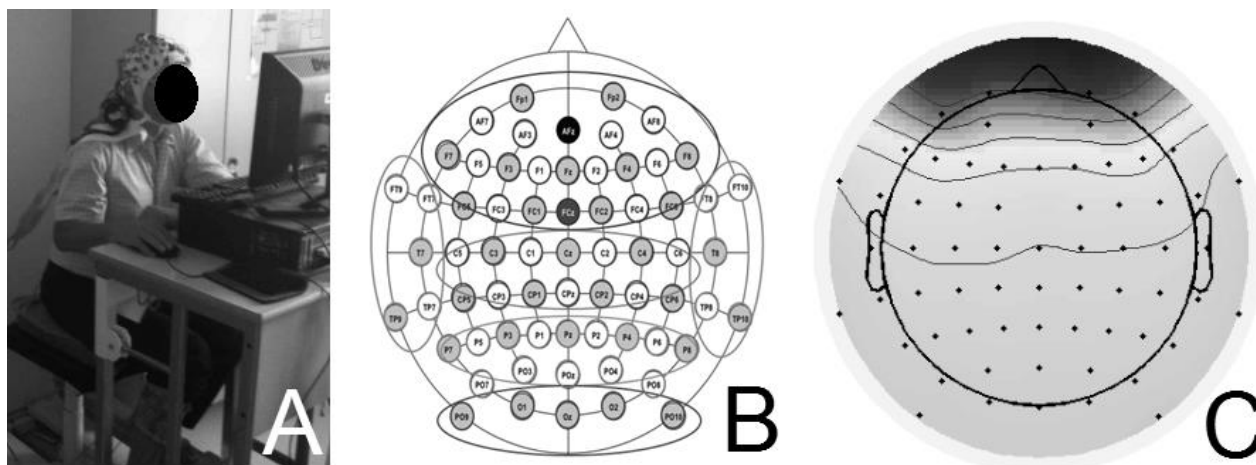 Fp1 Fp2
AF7 AF3 AFz AF4 AF8
F7 F5 F3 F1 Fz F2 F4 F6 F8
FT9 FT7 FC5 FC3 FC1 FCz FC2 FC4 FC6 FT8 FT10
T7 C5 C3 C1 Cz C2 C4 C6 T8
TP9 TP7 CP5 CP3 CP1 CPz CP2 CP4 CP6 TP8 TP10
P7 P5 P3 P1 Pz P2 P4 P6 P8
PO7 PO3 POz PO4 PO8
PO9 O1 Oz O2 PO10
A B C